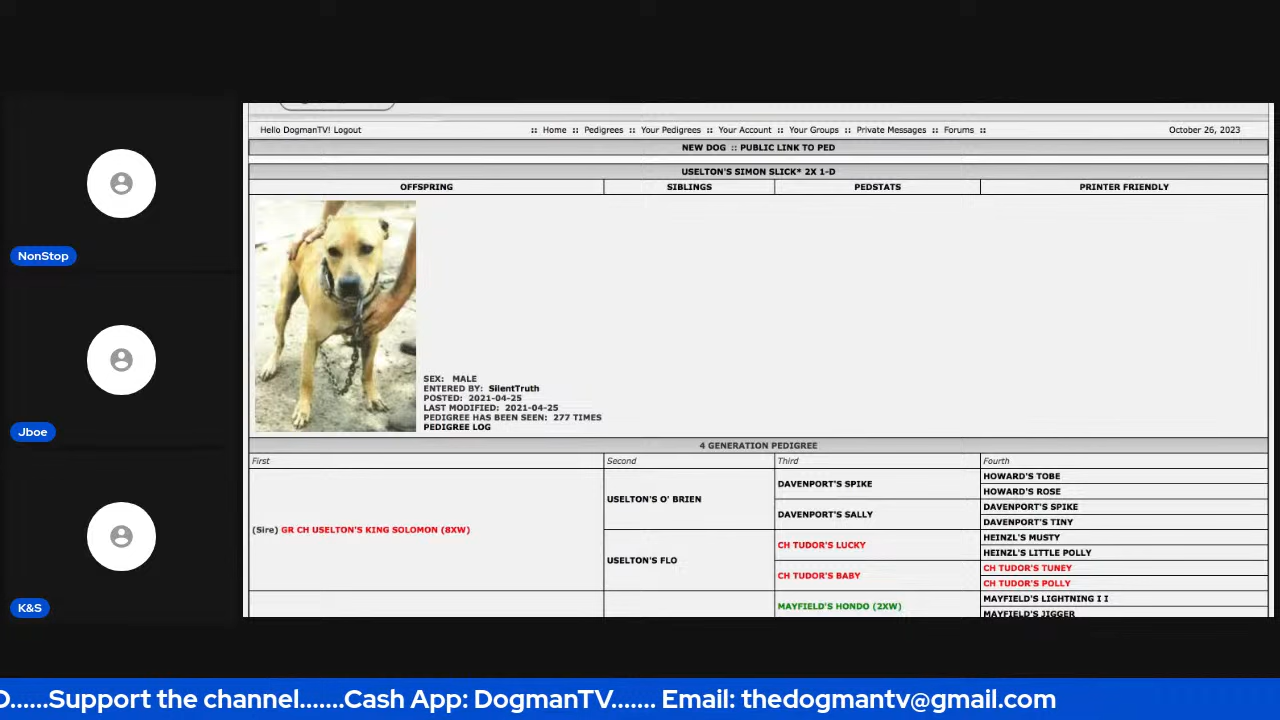 Hello DogmanTV! Logout :: Home :: Pedigrees :: Your Pedigrees :: Your Account :: Your Groups :: Private Messages :: Forums :: October 26, 2023
NEW DOG :: PUBLIC LINK TO PED
USELTON'S SIMON SLICK* 2X 1-D
OFFSPRING SIBLINGS PEDSTATS PRINTER FRIENDLY
NonStop
Jboe
K&S
SEX: MALE
ENTERED BY: SilentTruth
POSTED: 2021-04-25
LAST MODIFIED: 2021-04-25
PEDIGREE HAS BEEN SEEN: 277 TIMES
PEDIGREE LOG
4 GENERATION PEDIGREE
First Second Third Fourth
(Sire) GR CH USELTON'S KING SOLOMON (8XW)
USELTON'S O' BRIEN
USELTON'S FLO
DAVENPORT'S SPIKE
DAVENPORT'S SALLY
CH TUDOR'S LUCKY
CH TUDOR'S BABY
MAYFIELD'S HONDO (2XW)
HOWARD'S TOBE
HOWARD'S ROSE
DAVENPORT'S SPIKE
DAVENPORT'S TINY
HEINZL'S MUSTY
HEINZL'S LITTLE POLLY
CH TUDOR'S TUNEY
CH TUDOR'S POLLY
MAYFIELD'S LIGHTNING I I
MAYFIELD'S JIGGER
......Support the channel.......Cash App: DogmanTV....... Email: thedogmantv@gmail.com